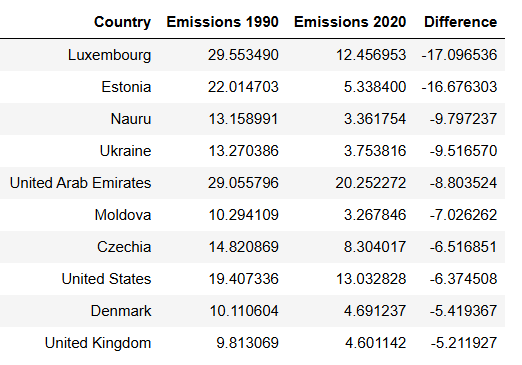 Country Emissions 1990 Emissions 2020 Difference
Luxembourg 29.553490 12.456953 -17.096536
Estonia 22.014703 5.338400 -16.676303
Nauru 13.158991 3.361754 -9.797237
Ukraine 13.270386 3.753816 -9.516570
United Arab Emirates 29.055796 20.252272 -8.803524
Moldova 10.294109 3.267846 -7.026262
Czechia 14.820869 8.304017 -6.516851
United States 19.407336 13.032828 -6.374508
Denmark 10.110604 4.691237 -5.419367
United Kingdom 9.813069 4.601142 -5.211927